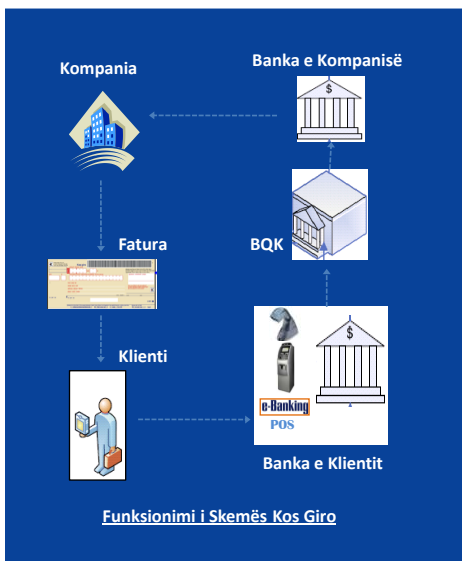 Banka e Kompanisë
Kompania
$
Fatura
BQK
Klienti
$
e-Banking
POS
Banka e Klientit
Funksionimi i Skemës Kos Giro